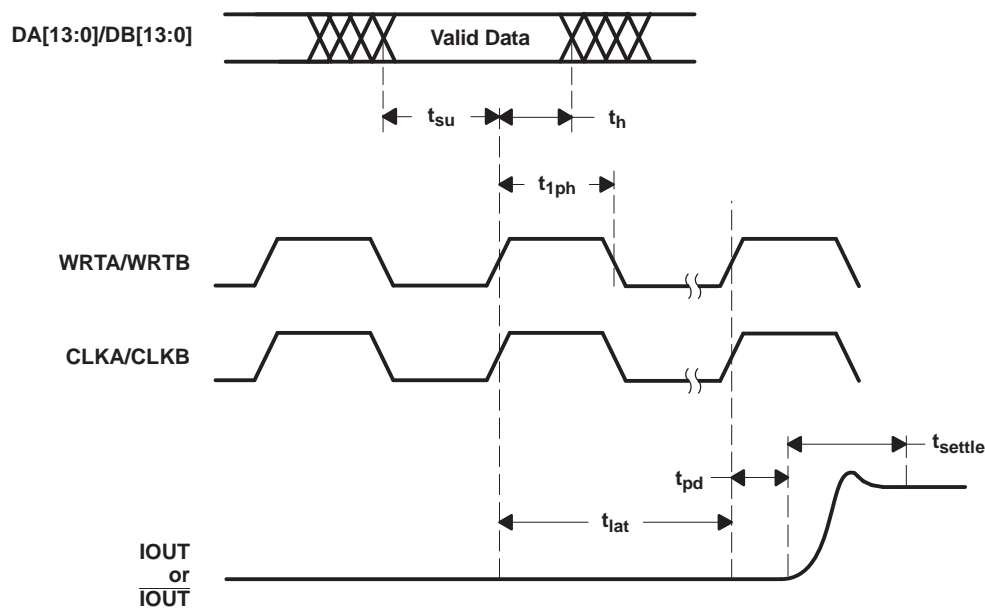 DA[13:0]/DB[13:0]
Valid Data
tsu
th
t1ph
WRTA/WRTB
CLKA/CLKB
tsettle
tpd
tlat
IOUT
or
IOUT